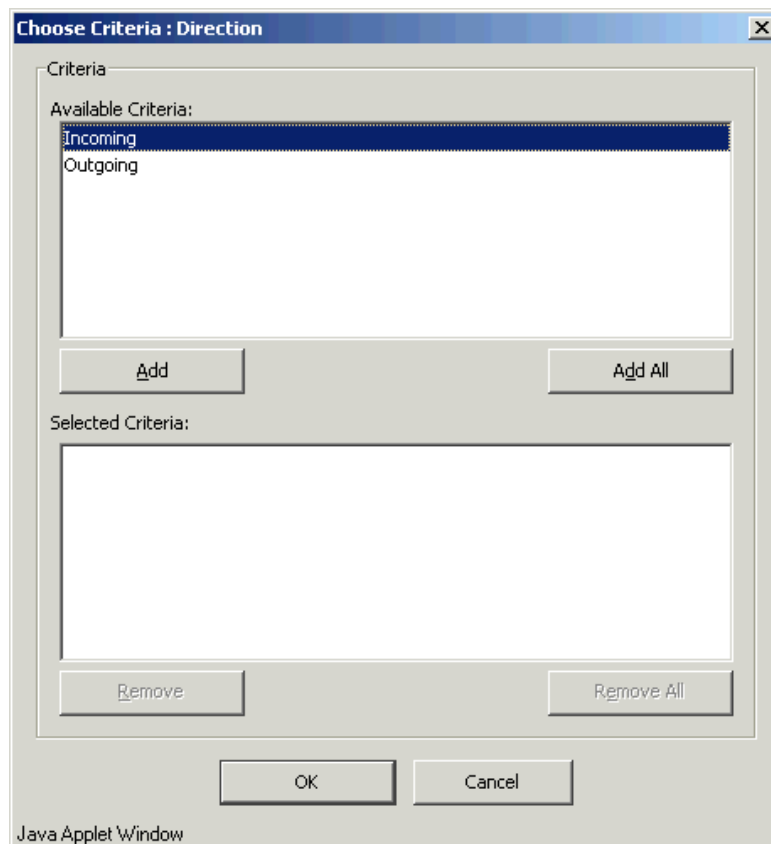 Choose Criteria : Direction
Criteria
Available Criteria:
Incoming
Outgoing
Add
Add All
Selected Criteria:
Remove
Remove All
OK
Cancel
Java Applet Window